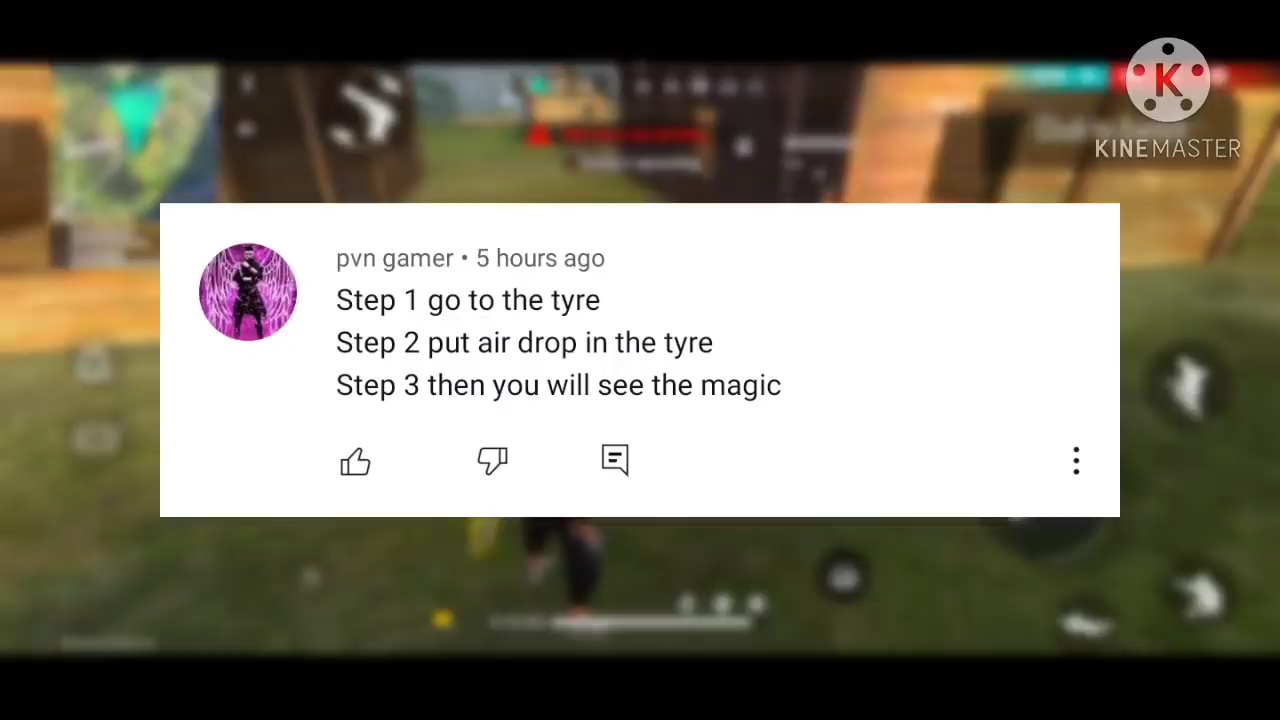 KINEMASTER
pvn gamer • 5 hours ago
Step 1 go to the tyre
Step 2 put air drop in the tyre
Step 3 then you will see the magic